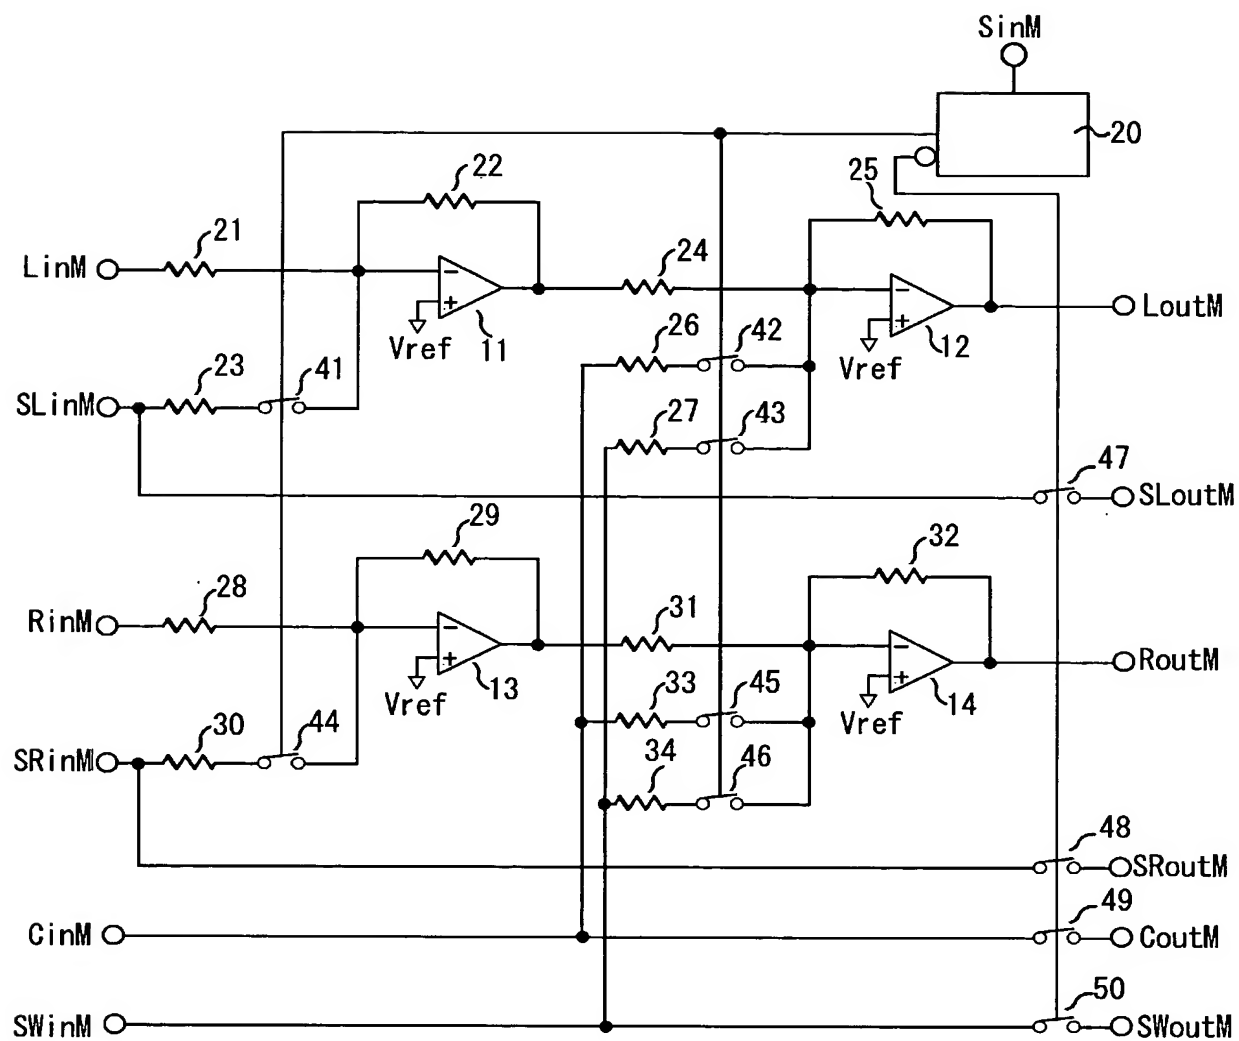 SinM
20
22
25
21
24
LinM
−
+
Vref
11
−
+
Vref
12
LoutM
26
42
23
41
SLinM
27
43
47
SLoutM
29
32
28
31
RinM
−
+
Vref
13
−
+
Vref
14
RoutM
33
45
30
44
SRinM
34
46
48
SRoutM
49
CinM
CoutM
50
SWinM
SWoutM